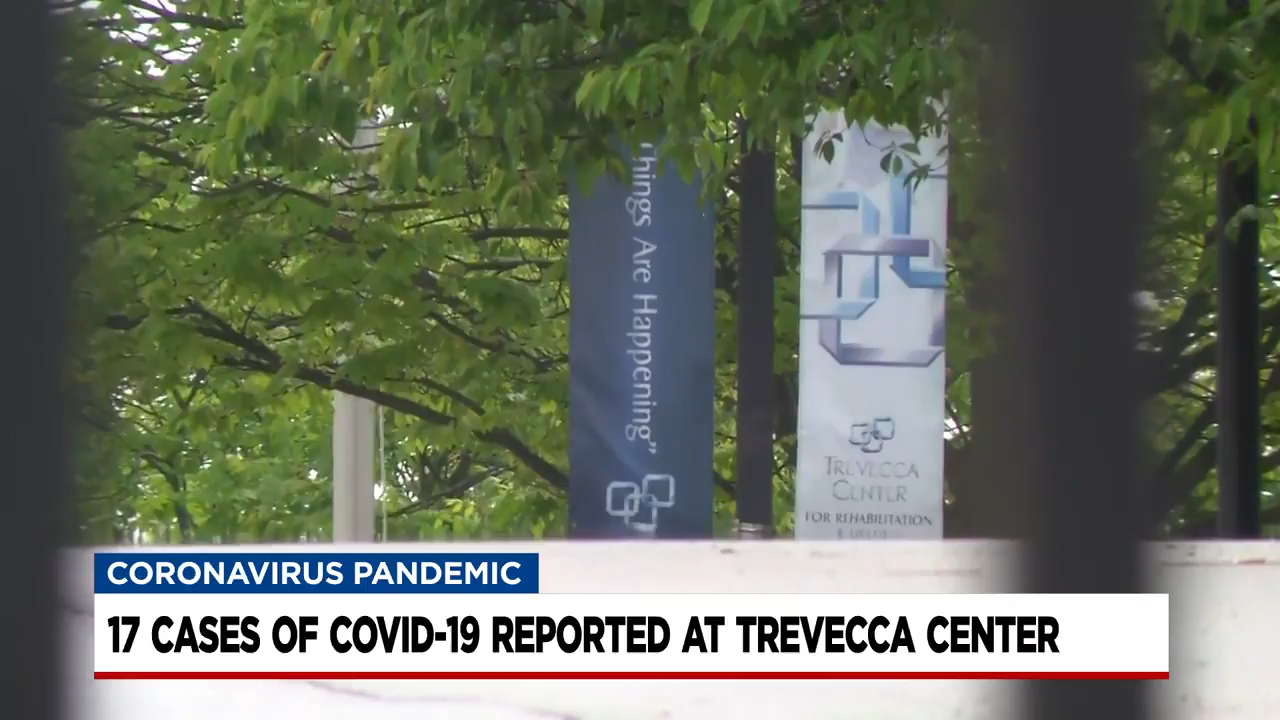 Things Are Happening"
TREVECCA
CENTER
FOR REHABILITATION
CORONAVIRUS PANDEMIC
17 CASES OF COVID-19 REPORTED AT TREVECCA CENTER